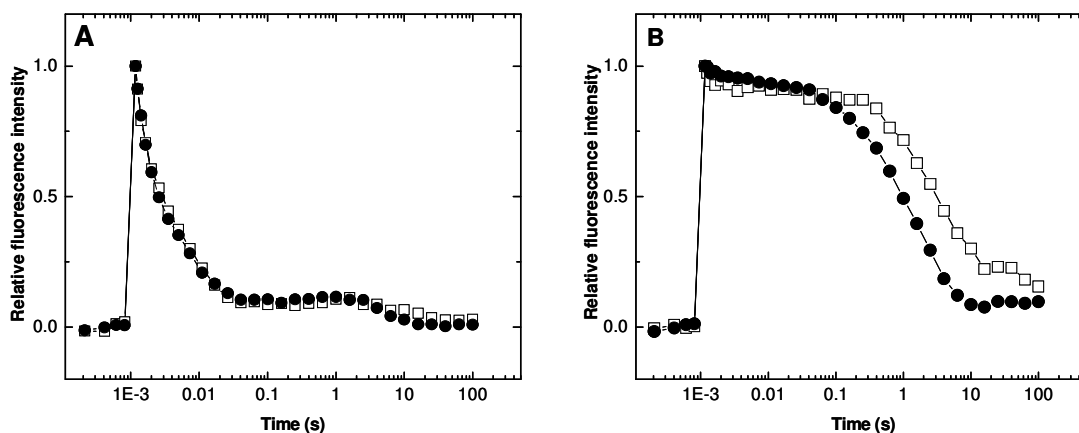 A
B
Relative fluorescence intensity
1.0
0.5
0.0
1E-3 0.01 0.1 1 10 100
Time (s)
Relative fluorescence intensity
1.0
0.5
0.0
1E-3 0.01 0.1 1 10 100
Time (s)